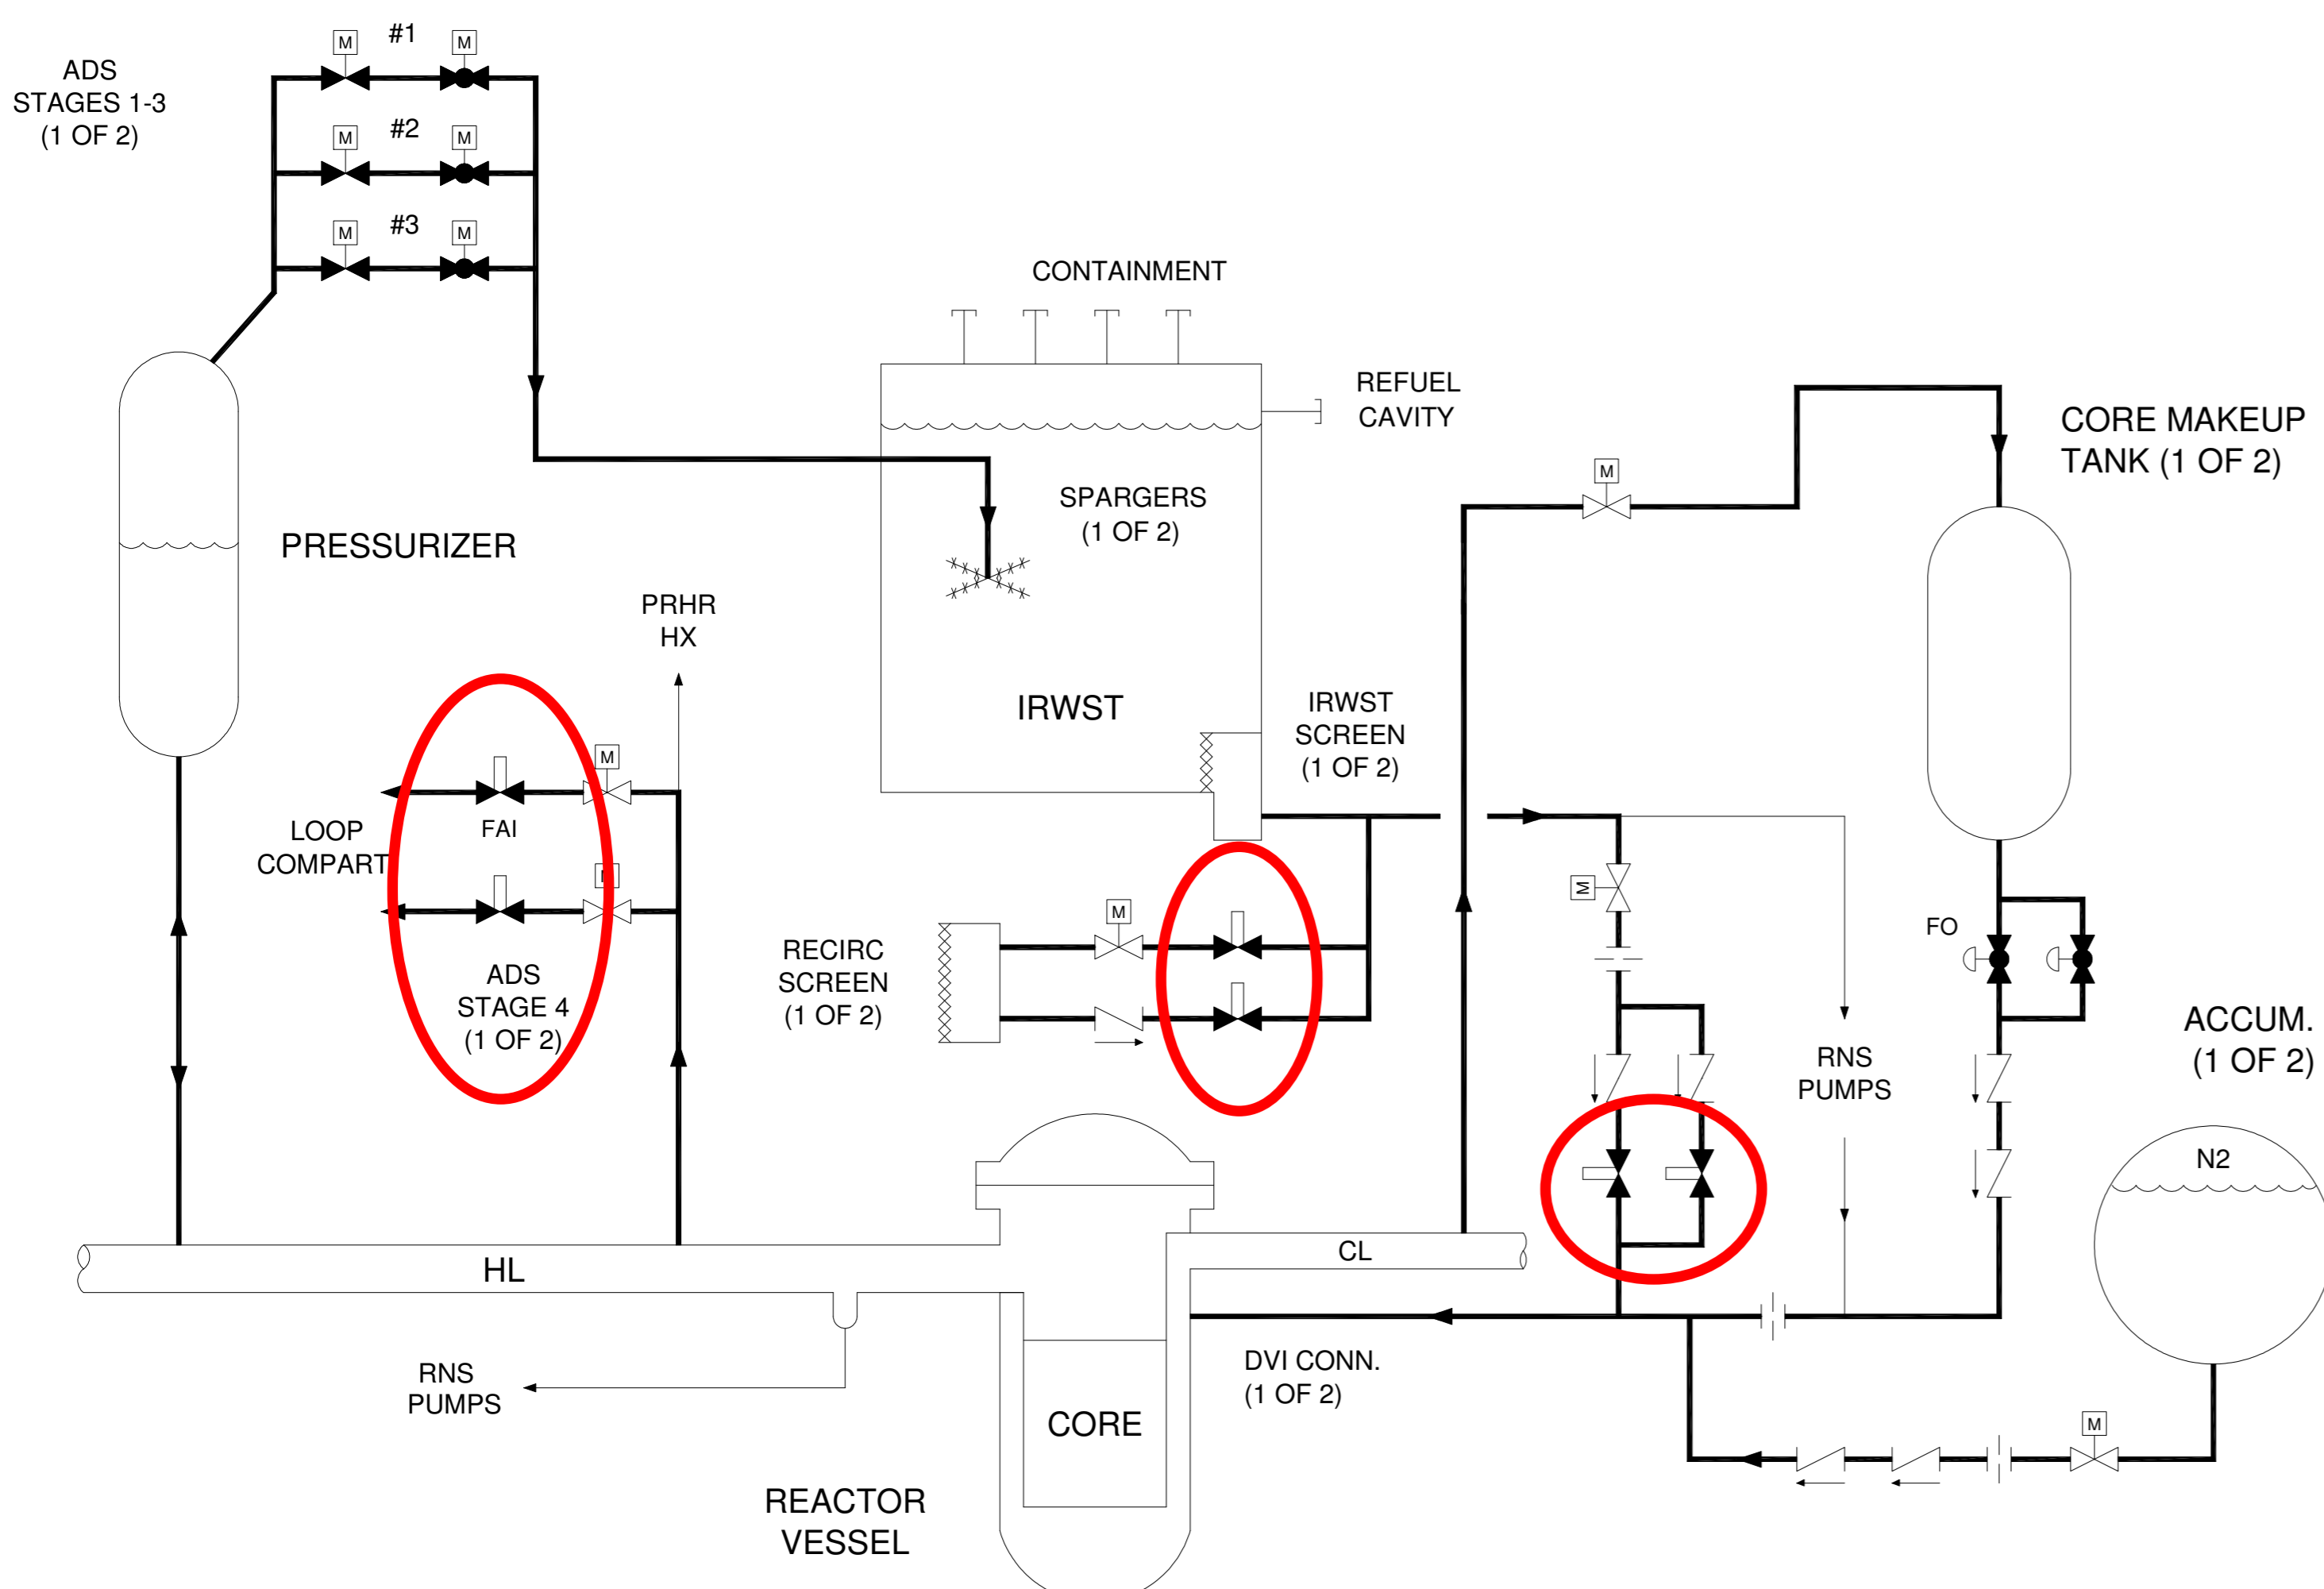 #1
M
M
ADS
STAGES 1-3
(1 OF 2)
#2
M
M
#3
M
M
CONTAINMENT
REFUEL
CAVITY
CORE MAKEUP
TANK (1 OF 2)
M
SPARGERS
(1 OF 2)
PRESSURIZER
PRHR
HX
IRWST
IRWST
SCREEN
(1 OF 2)
M
FAI
LOOP
COMPART
M
ADS
STAGE 4
(1 OF 2)
M
RECIRC
SCREEN
(1 OF 2)
M
FO
ACCUM.
(1 OF 2)
RNS
PUMPS
N2
HL
CL
DVI CONN.
(1 OF 2)
RNS
PUMPS
CORE
M
REACTOR
VESSEL